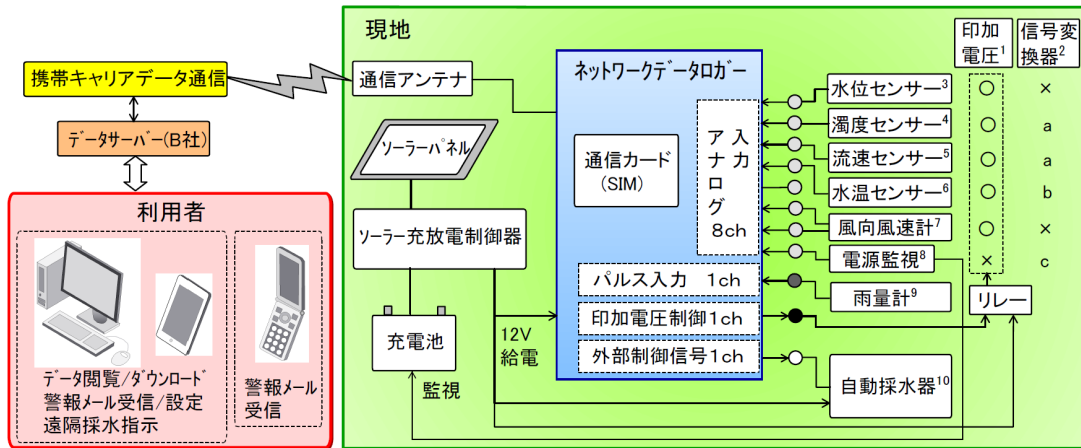 現地
携帯キャリアデータ通信
データサーバー(B社)
利用者
データ閲覧/ダウンロード
警報メール受信/設定
遠隔採水指示
警報メール
受信
通信アンテナ
ソーラーパネル
ソーラー充放電制御器
充電池
監視
12V
給電
ネットワークデータロガー
通信カード
(SIM)
アナログ
入力
8ch
パルス入力 1ch
印加電圧制御1ch
外部制御信号1ch
印加
電圧1
信号変
換器2
水位センサー3 ○ ×
濁度センサー4 ○ a
流速センサー5 ○ a
水温センサー6 ○ b
風向風速計7 ○ ×
電源監視8 × c
雨量計9
リレー
自動採水器10